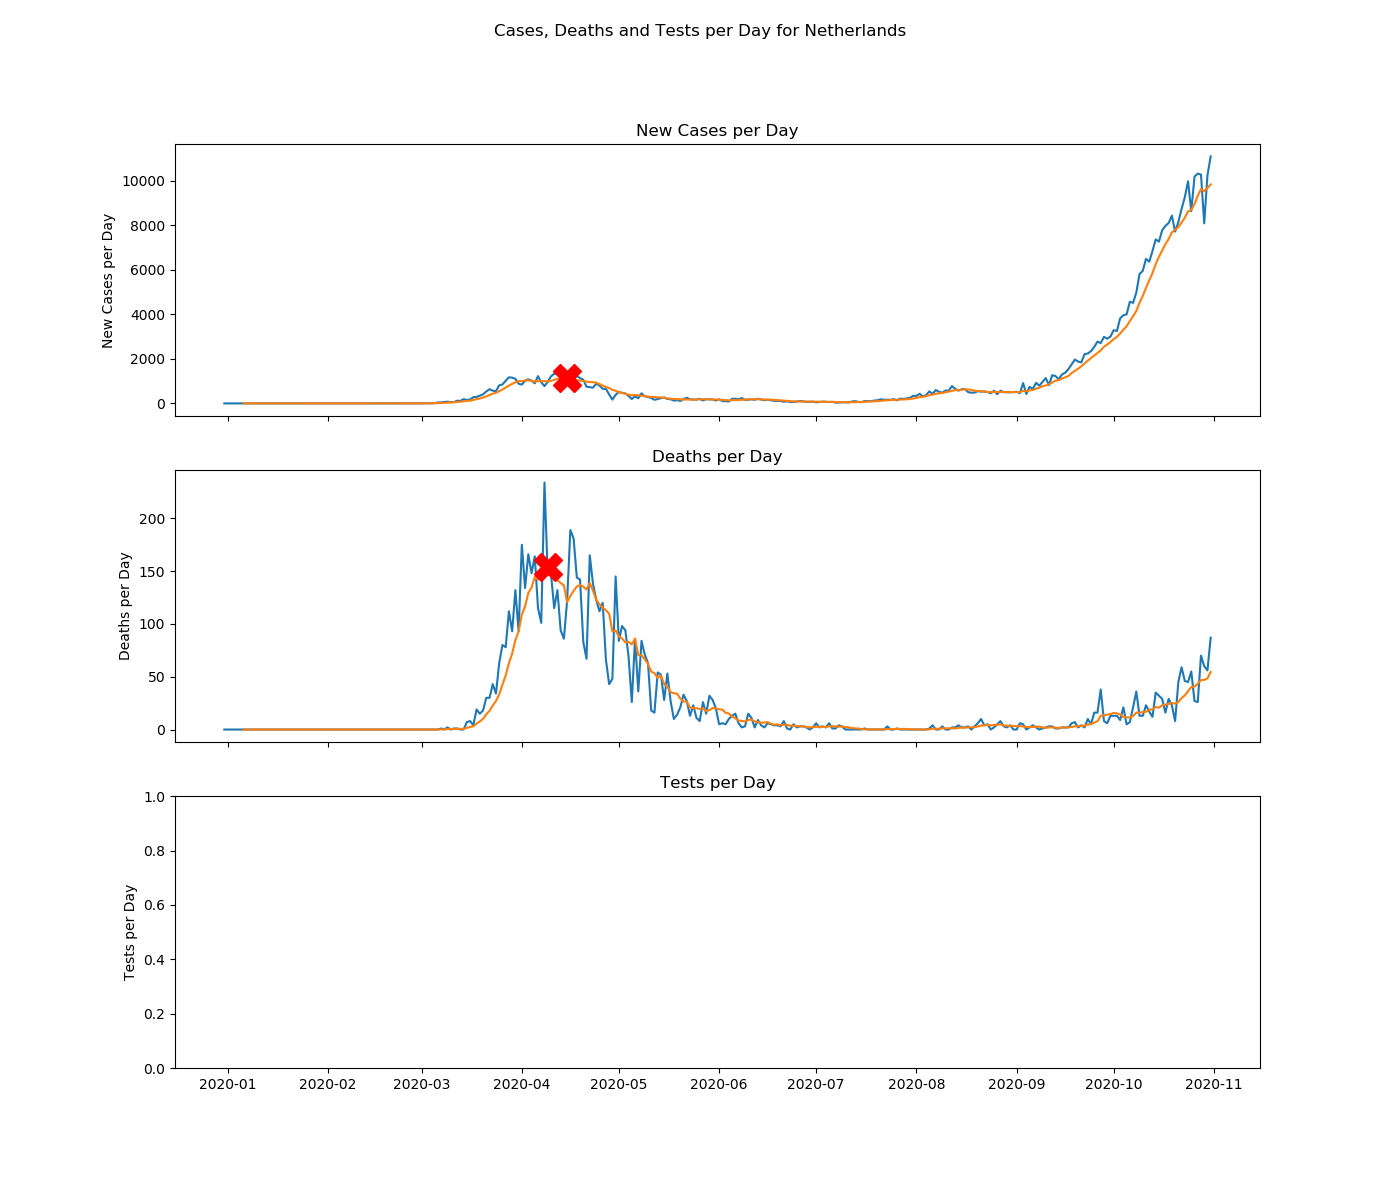 Cases, Deaths and Tests per Day for Netherlands
New Cases per Day
New Cases per Day
10000
8000
6000
4000
2000
0
Deaths per Day
Deaths per Day
200
150
100
50
0
Tests per Day
Tests per Day
1.0
0.8
0.6
0.4
0.2
0.0
2020-01 2020-02 2020-03 2020-04 2020-05 2020-06 2020-07 2020-08 2020-09 2020-10 2020-11